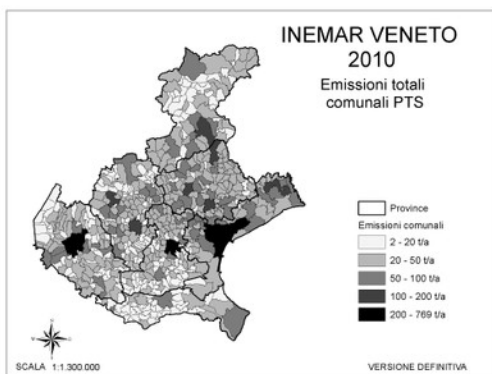 INEMAR VENETO
2010
Emissioni totali
comunali PTS
Province
Emissioni comunali
2 - 20 t/a
20 - 50 t/a
50 - 100 t/a
100 - 200 t/a
200 - 769 t/a
SCALA 1:1.300.000
VERSIONE DEFINITIVA